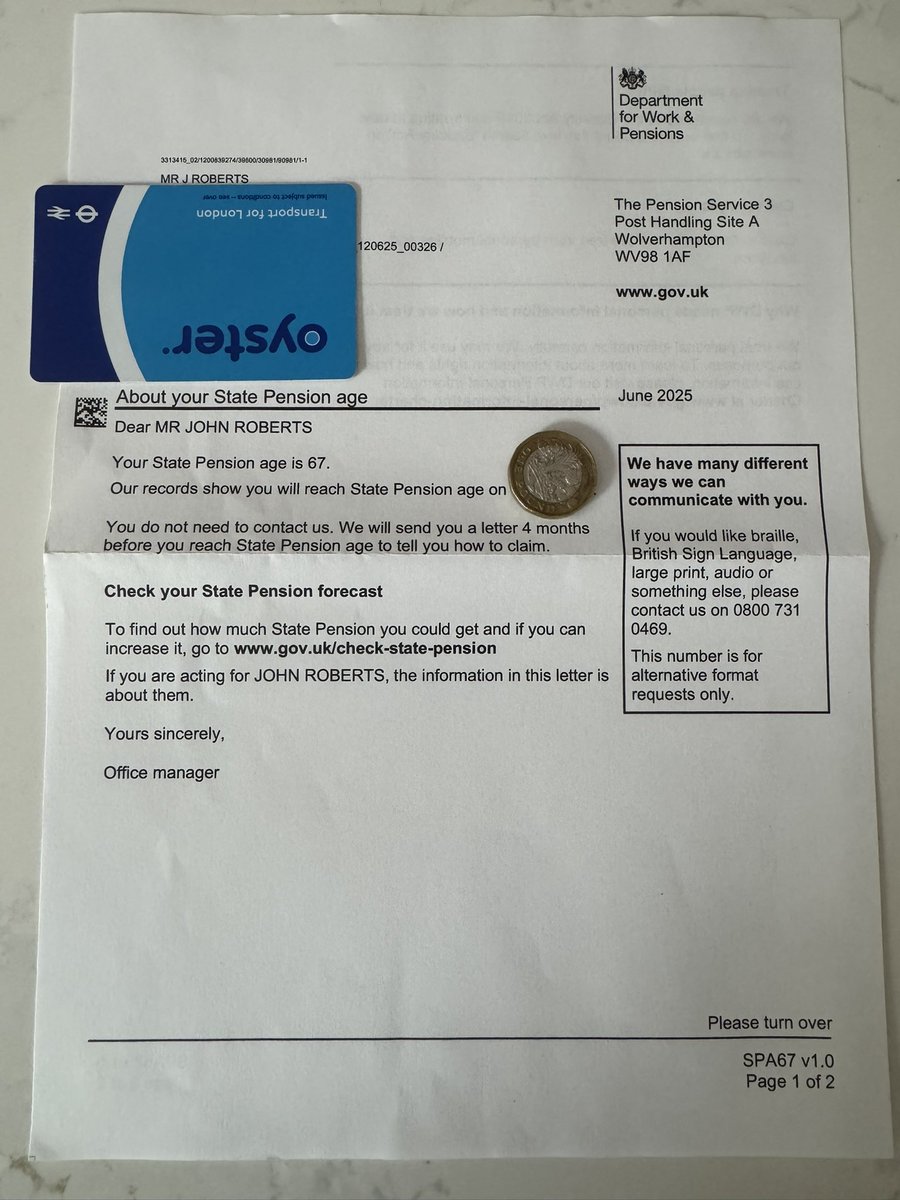 Department
for Work &
Pensions
3313415_02/1200839274/39600/30981/90981/1-1
MR J ROBERTS
The Pension Service 3
Post Handling Site A
Wolverhampton
WV98 1AF
www.gov.uk
Issued subject to conditions – see over
Transport for London
oyster
120625_00326 /
About your State Pension age
June 2025
Dear MR JOHN ROBERTS
Your State Pension age is 67.
Our records show you will reach State Pension age on
You do not need to contact us. We will send you a letter 4 months
before you reach State Pension age to tell you how to claim.
Check your State Pension forecast
To find out how much State Pension you could get and if you can
increase it, go to www.gov.uk/check-state-pension
If you are acting for JOHN ROBERTS, the information in this letter is
about them.
Yours sincerely,
Office manager
We have many different
ways we can
communicate with you.
If you would like braille,
British Sign Language,
large print, audio or
something else, please
contact us on 0800 731
0469.
This number is for
alternative format
requests only.
Please turn over
SPA67 v1.0
Page 1 of 2